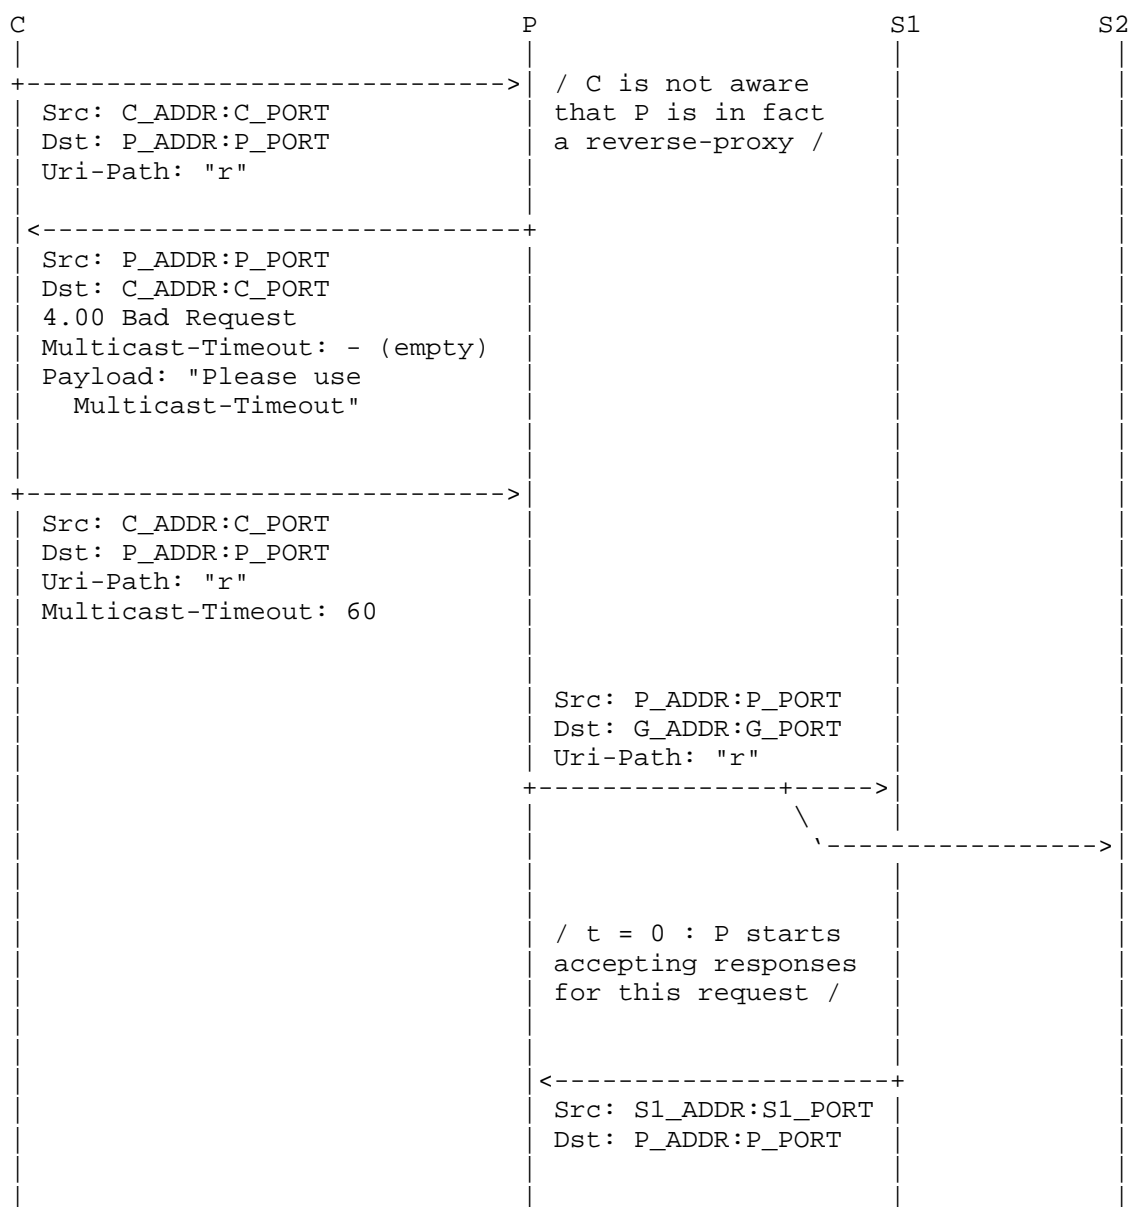 C P S1 S2
/ C is not aware
Src: C_ADDR:C_PORT that P is in fact
Dst: P_ADDR:P_PORT a reverse-proxy /
Uri-Path: "r"
Src: P_ADDR:P_PORT
Dst: C_ADDR:C_PORT
4.00 Bad Request
Multicast-Timeout: - (empty)
Payload: "Please use
Multicast-Timeout"
Src: C_ADDR:C_PORT
Dst: P_ADDR:P_PORT
Uri-Path: "r"
Multicast-Timeout: 60
Src: P_ADDR:P_PORT
Dst: G_ADDR:G_PORT
Uri-Path: "r"
/ t = 0 : P starts
accepting responses
for this request /
Src: S1_ADDR:S1_PORT
Dst: P_ADDR:P_PORT